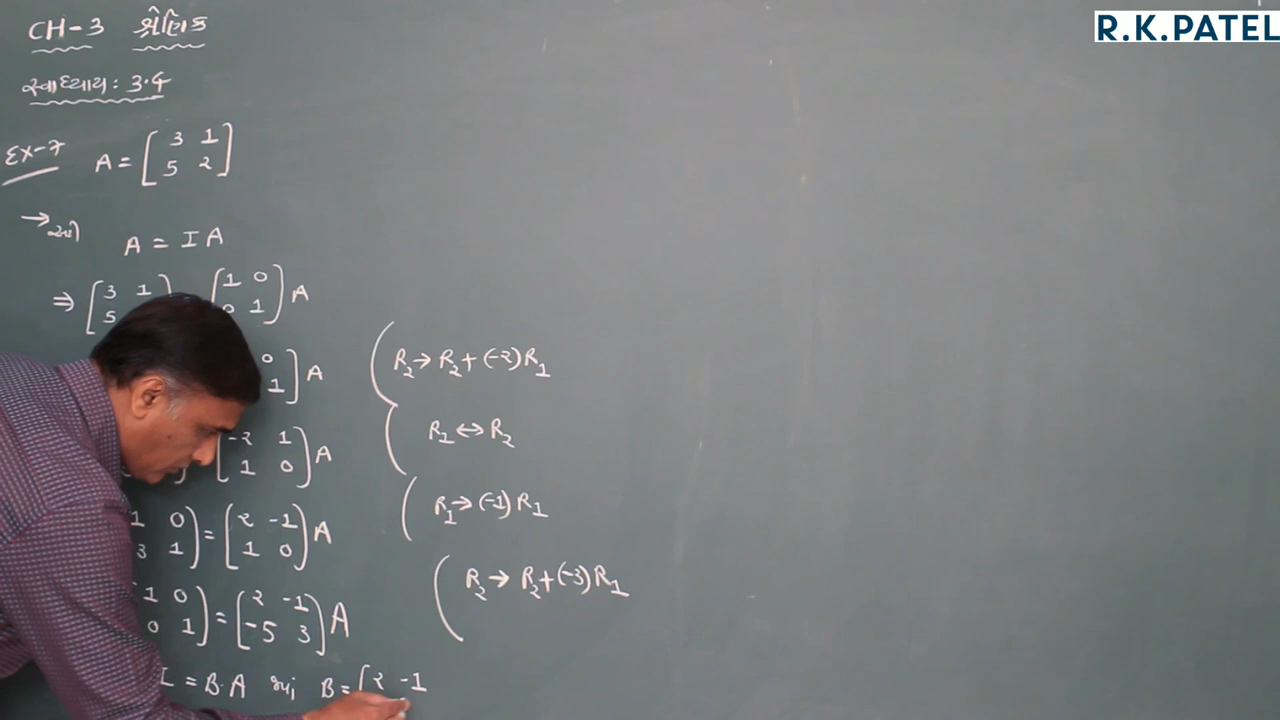 R.K.PATEL
CH-3 શ્રેણિક
સ્વાધ્યાય: 3.4
Ex-7 A = [ 3 1
5 2 ]
→ A = I A
⇒ [ 3 1 ] [ 1 0
5 0 1 ] A
0
1 ] A ( R2 → R2 + (-2) R1
[ -2 1
1 0 ] A ( R1 ↔ R2
1 0 ] = [ 2 -1
3 1 ] [ 1 0 ] A ( R1 → (-1) R1
1 0 ] = [ 2 -1
0 1 ] [ -5 3 ] A ( R2 → R2 + (-3) R1
I = B.A B = [ 2 -1